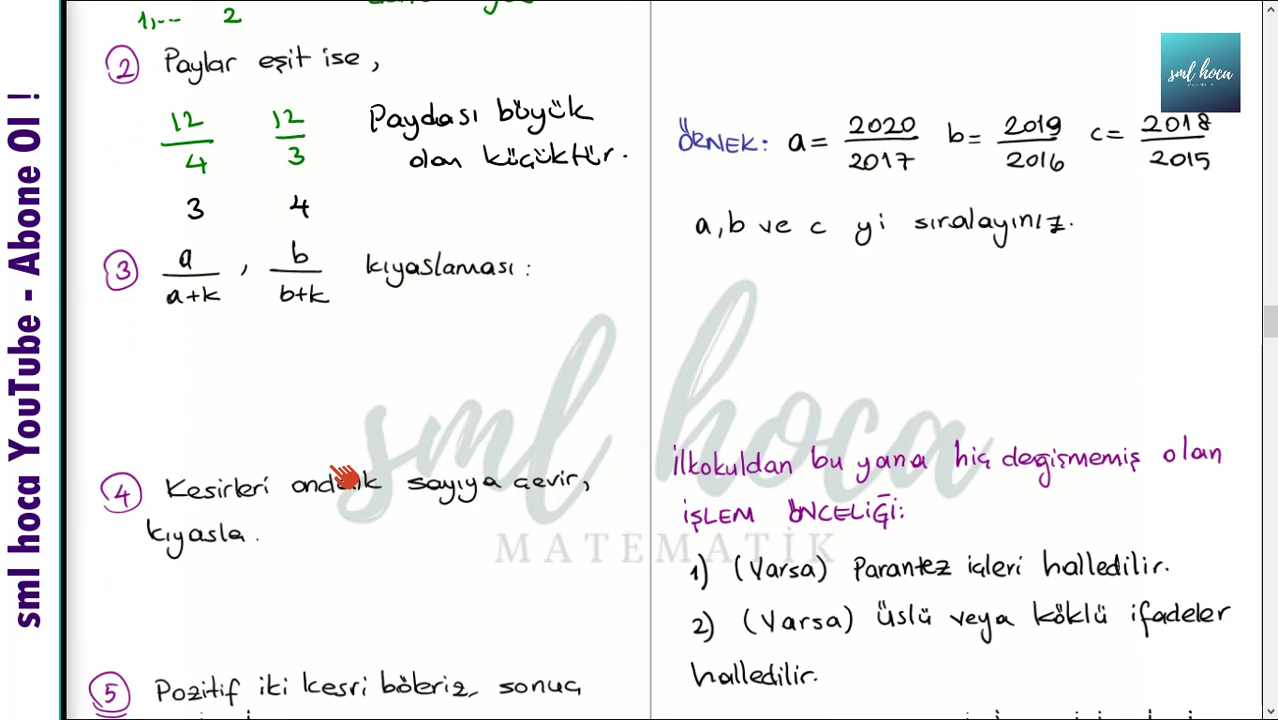 sml hoca YouTube - Abone Ol !
1,-- 2
② Paylar eşit ise,
12/4 12/3 Paydası büyük
olan küçüktür.
3 4
③ a/a+k , b/b+k kıyaslaması:
④ Kesirleri sayıya çevir,
kıyasla.
⑤ Pozitif iki kesri böleriz, sonuç
sml hoca
ÖRNEK: a= 2020/2017 b= 2019/2016 c= 2018/2015
a,b ve c yi sıralayınız.
İlkokuldan bu yana hiç değişmemiş olan
İŞLEM ÖNCELİĞİ:
1) (Varsa) Parantez içleri halledilir.
2) (Varsa) Üslü veya köklü ifadeler
halledilir.
sml hoca
MATEMATİK